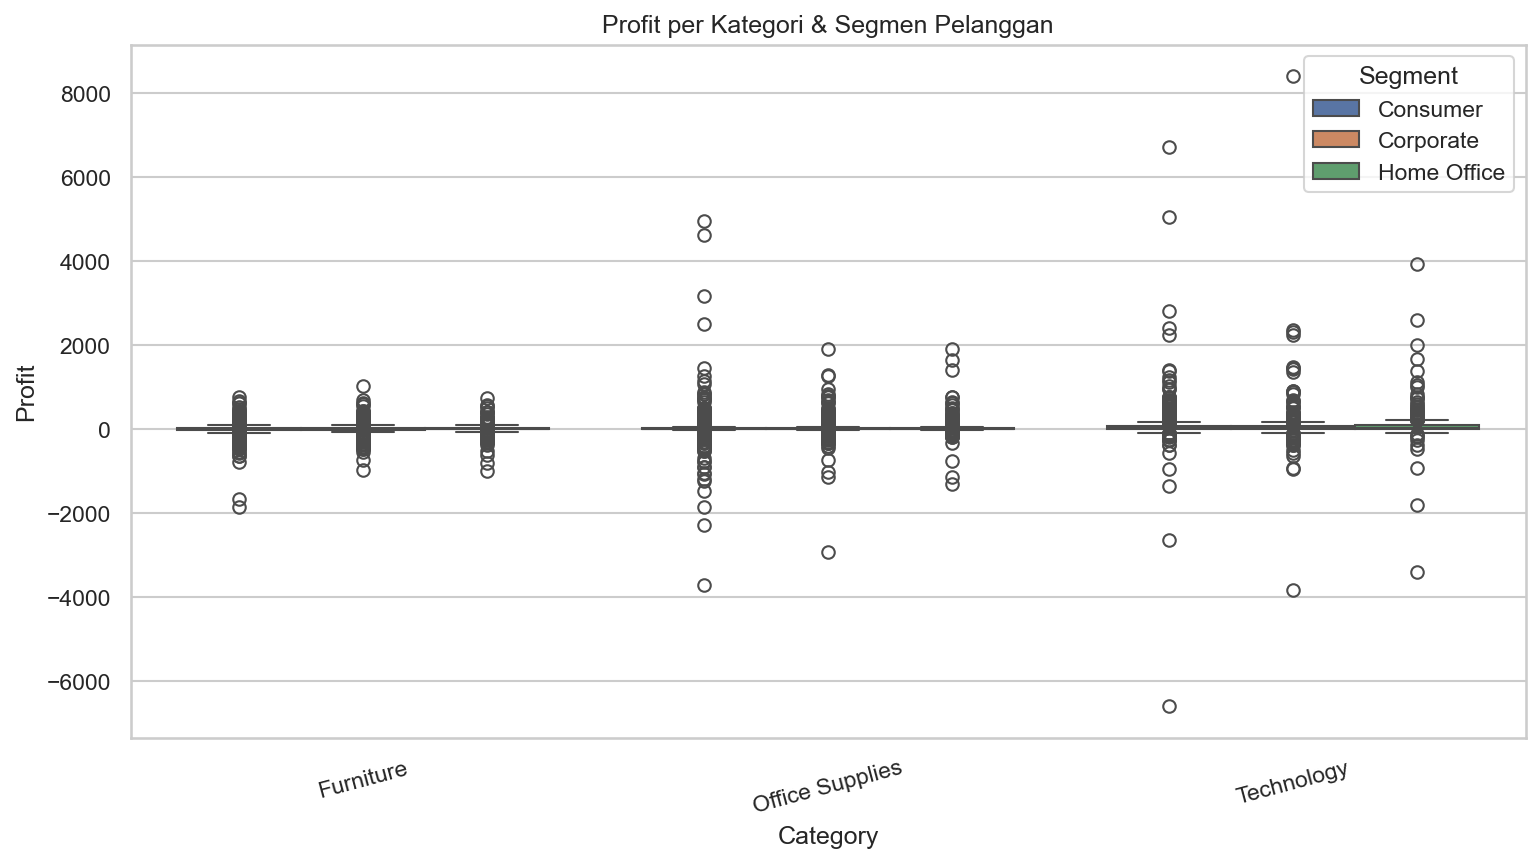 Profit per Kategori & Segmen Pelanggan
Segment
Consumer
Corporate
Home Office
Profit
8000
6000
4000
2000
0
−2000
−4000
−6000
Furniture
Office Supplies
Technology
Category